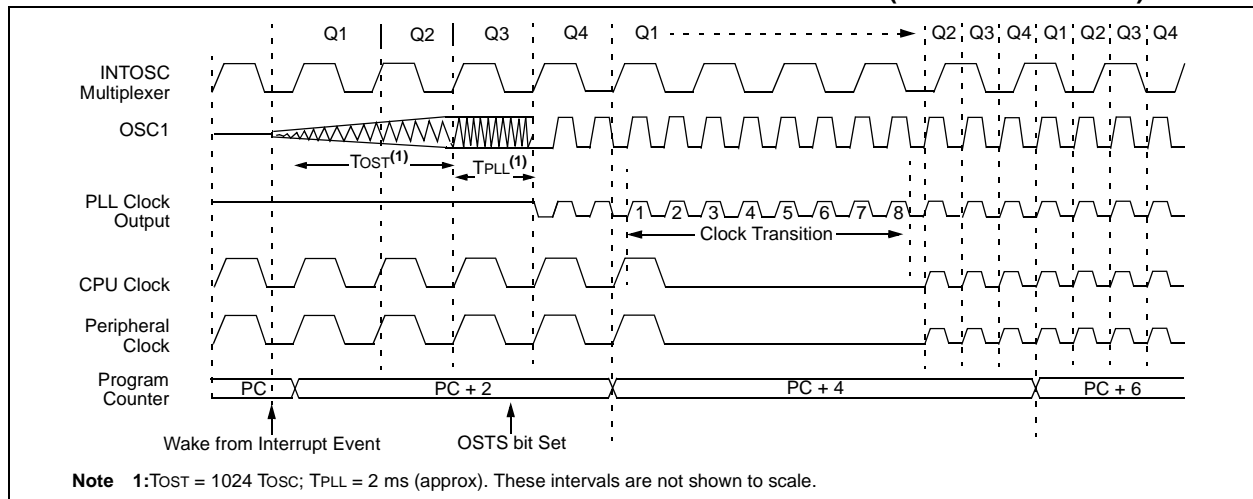 Q1 Q2 Q3 Q4 Q1 Q2 Q3 Q4 Q1 Q2 Q3 Q4
INTOSC
Multiplexer
OSC1
TOST(1)
TPLL(1)
PLL Clock
Output
1 2 3 4 5 6 7 8
Clock Transition
CPU Clock
Peripheral
Clock
Program
Counter
PC PC + 2 PC + 4 PC + 6
Wake from Interrupt Event
OSTS bit Set
Note 1:TOST = 1024 TOSC; TPLL = 2 ms (approx). These intervals are not shown to scale.